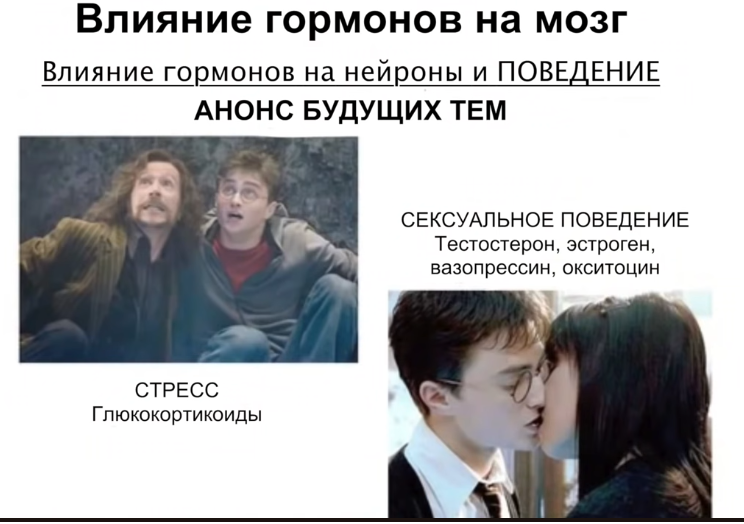 Влияние гормонов на мозг
Влияние гормонов на нейроны и ПОВЕДЕНИЕ
АНОНС БУДУЩИХ ТЕМ
СЕКСУАЛЬНОЕ ПОВЕДЕНИЕ
Тестостерон, эстроген,
вазопрессин, окситоцин
СТРЕСС
Глюкокортикоиды